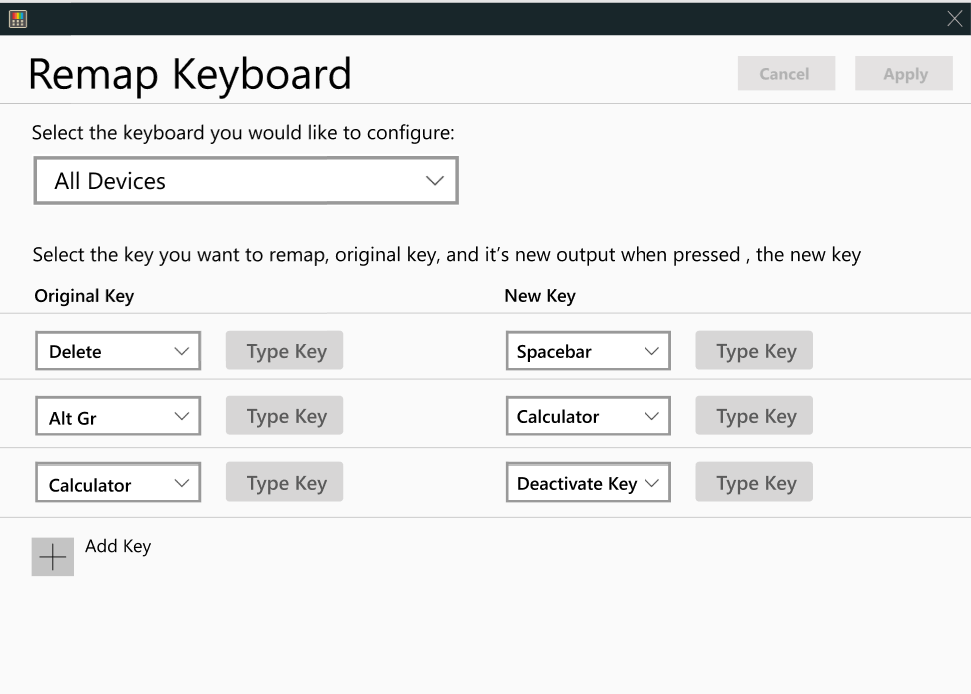 Remap Keyboard
Cancel
Apply
Select the keyboard you would like to configure:
All Devices
Select the key you want to remap, original key, and it’s new output when pressed , the new key
Original Key
New Key
Delete
Type Key
Spacebar
Type Key
Alt Gr
Type Key
Calculator
Type Key
Calculator
Type Key
Deactivate Key
Type Key
Add Key